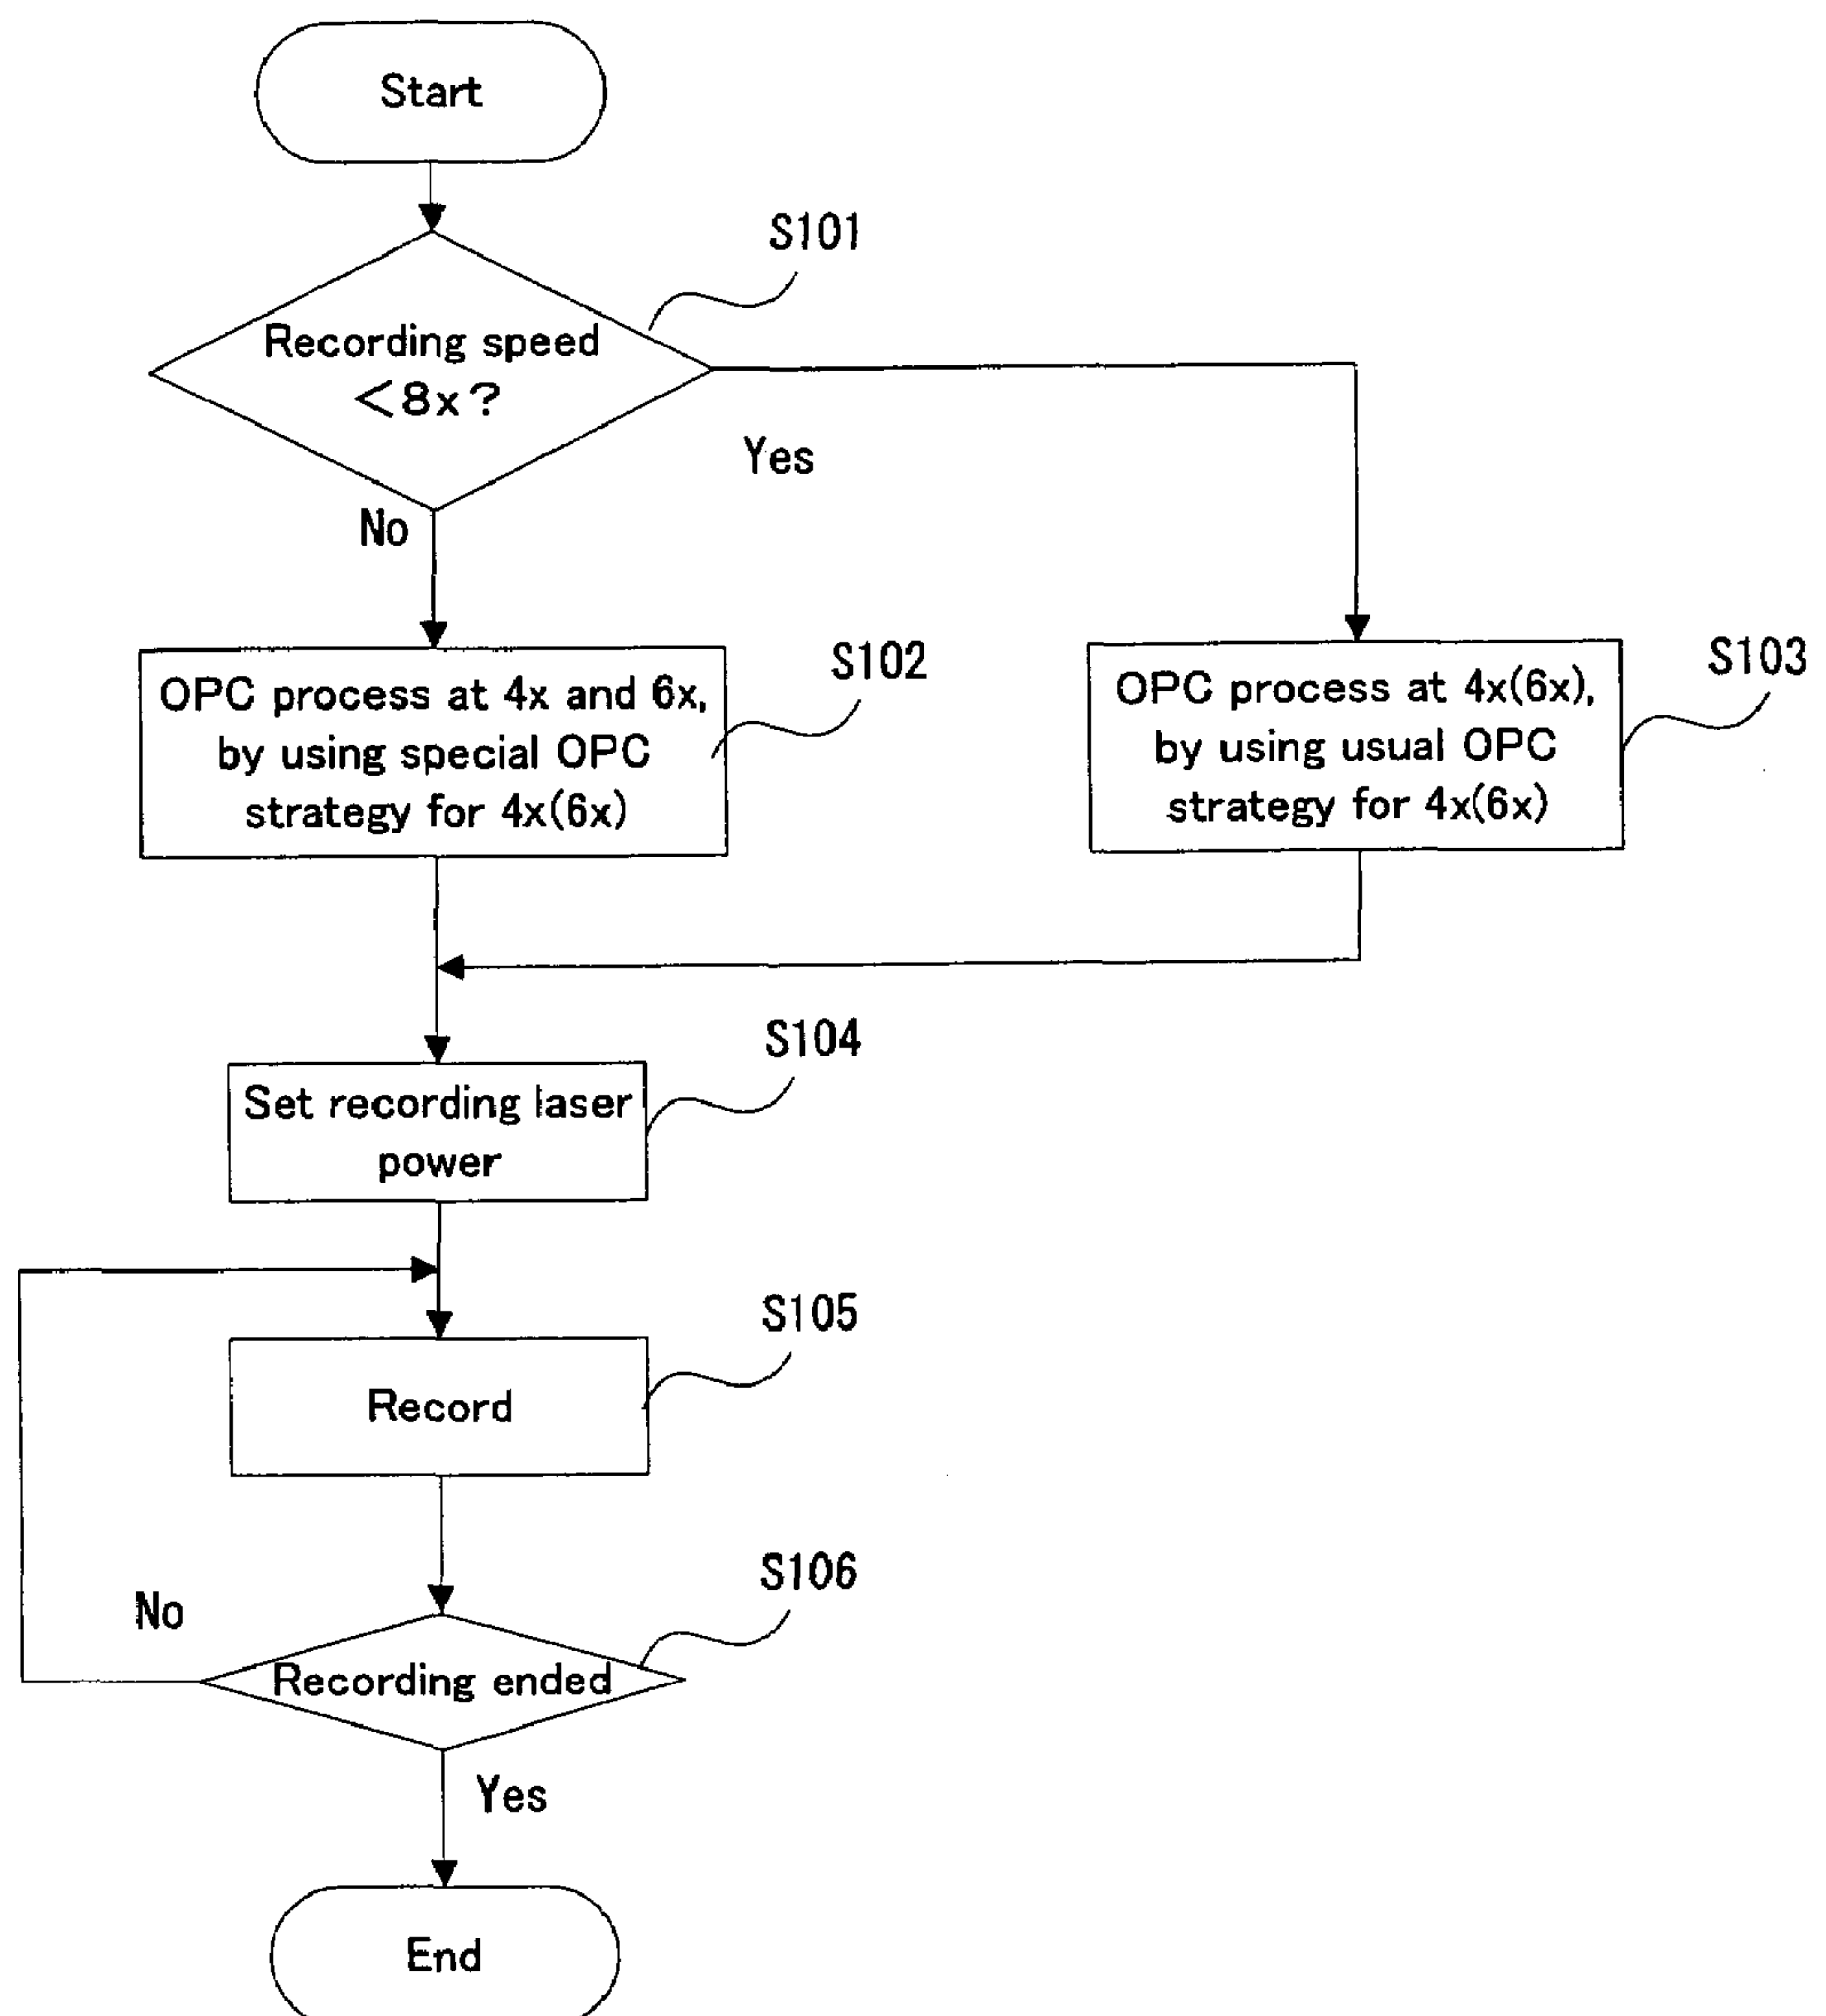 Start
S101
Recording speed
<8x?
Yes
No
S102
OPC process at 4x and 6x,
by using special OPC
strategy for 4x(6x)
S103
OPC process at 4x(6x),
by using usual OPC
strategy for 4x(6x)
S104
Set recording laser
power
S105
Record
S106
No
Recording ended
Yes
End